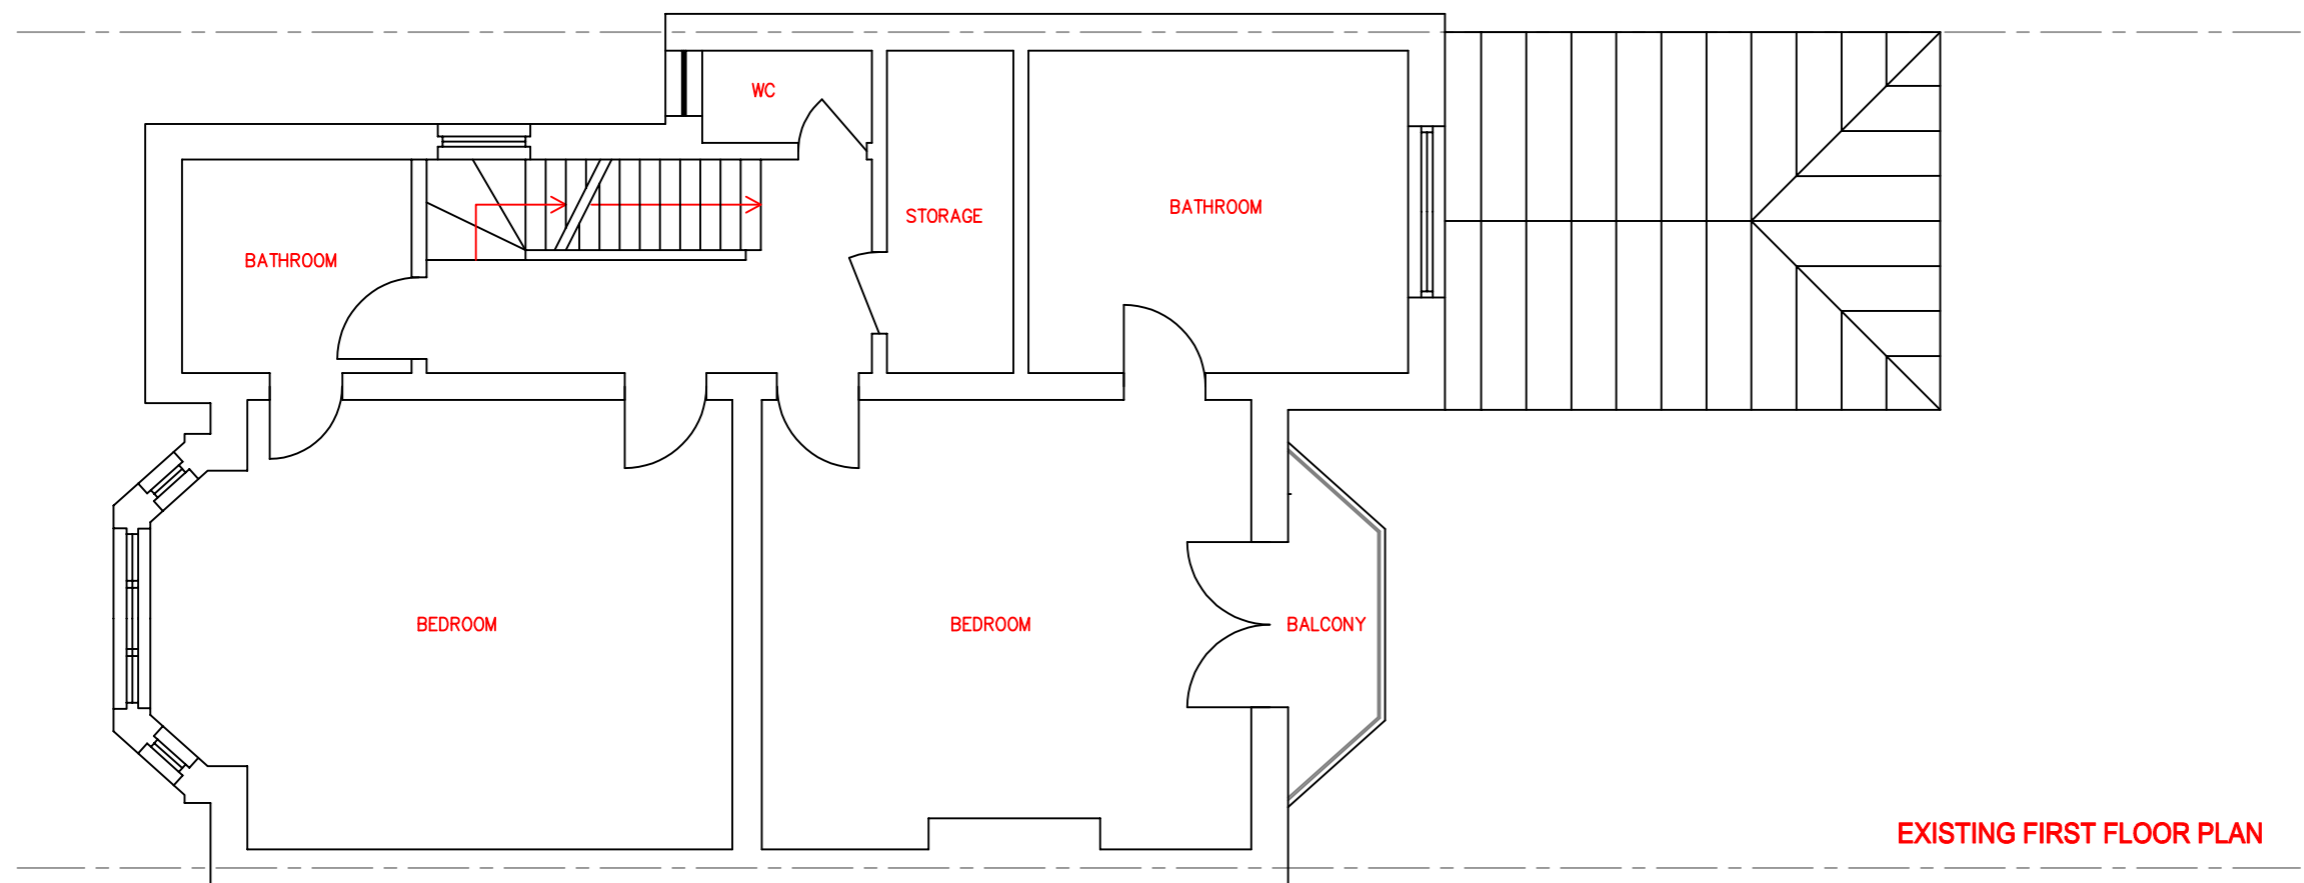 WC
BATHROOM
STORAGE
BATHROOM
BEDROOM
BEDROOM
BALCONY
EXISTING FIRST FLOOR PLAN